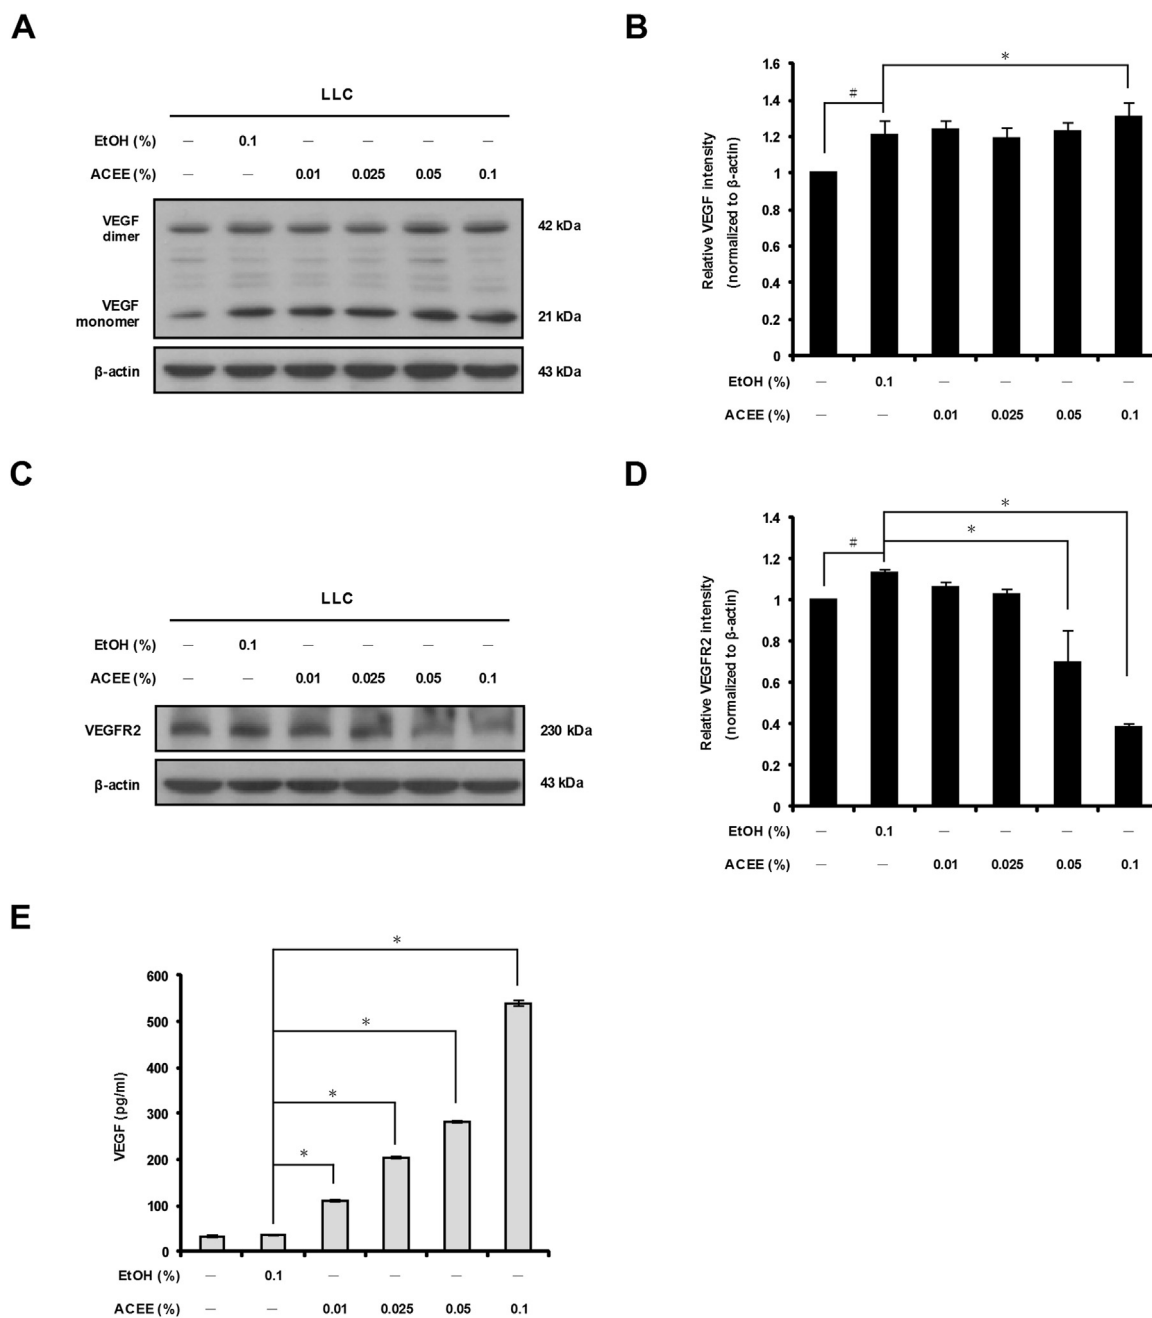 A
LLC
EtOH (%) — 0.1 — — — —
ACEE (%) — — 0.01 0.025 0.05 0.1
VEGF
dimer
42 kDa
VEGF
monomer
21 kDa
β-actin
43 kDa
B
Relative VEGF intensity
(normalized to β-actin)
1.6
1.4
1.2
1
0.8
0.6
0.4
0.2
0
#
*
EtOH (%) — 0.1 — — — —
ACEE (%) — — 0.01 0.025 0.05 0.1
C
LLC
EtOH (%) — 0.1 — — — —
ACEE (%) — — 0.01 0.025 0.05 0.1
VEGFR2
230 kDa
β-actin
43 kDa
D
Relative VEGFR2 intensity
(normalized to β-actin)
1.4
1.2
1
0.8
0.6
0.4
0.2
0
#
*
*
EtOH (%) — 0.1 — — — —
ACEE (%) — — 0.01 0.025 0.05 0.1
E
VEGF (pg/ml)
600
500
400
300
200
100
0
*
*
*
*
EtOH (%) — 0.1 — — — —
ACEE (%) — — 0.01 0.025 0.05 0.1